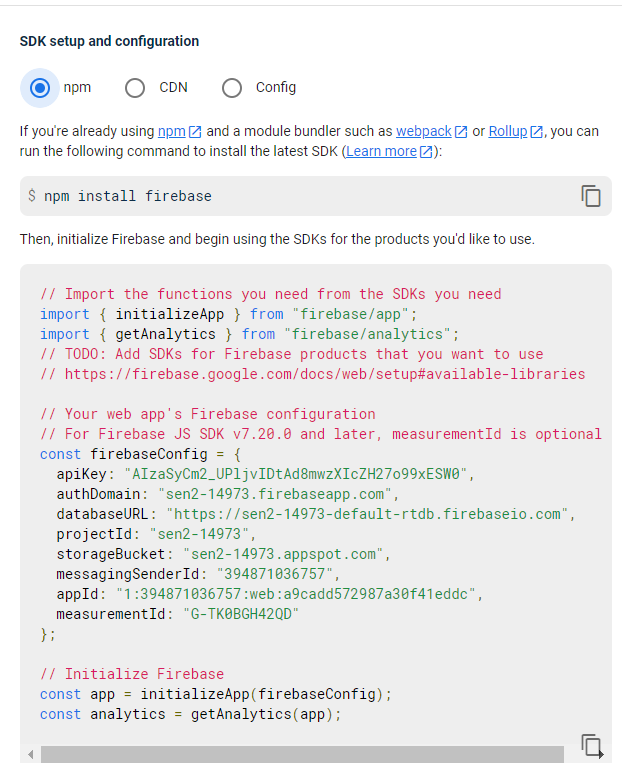 SDK setup and configuration
npm CDN Config
If you're already using npm and a module bundler such as webpack or Rollup, you can
run the following command to install the latest SDK (Learn more):
$ npm install firebase
Then, initialize Firebase and begin using the SDKs for the products you'd like to use.
// Import the functions you need from the SDKs you need
import { initializeApp } from "firebase/app";
import { getAnalytics } from "firebase/analytics";
// TODO: Add SDKs for Firebase products that you want to use
// https://firebase.google.com/docs/web/setup#available-libraries
// Your web app's Firebase configuration
// For Firebase JS SDK v7.20.0 and later, measurementId is optional
const firebaseConfig = {
  apiKey: "AIzaSyCm2_UPljvIDtAd8mwzXIcZH27o99xESW0",
  authDomain: "sen2-14973.firebaseapp.com",
  databaseURL: "https://sen2-14973-default-rtdb.firebaseio.com",
  projectId: "sen2-14973",
  storageBucket: "sen2-14973.appspot.com",
  messagingSenderId: "394871036757",
  appId: "1:394871036757:web:a9cadd572987a30f41eddc",
  measurementId: "G-TK0BGH42QD"
};
// Initialize Firebase
const app = initializeApp(firebaseConfig);
const analytics = getAnalytics(app);